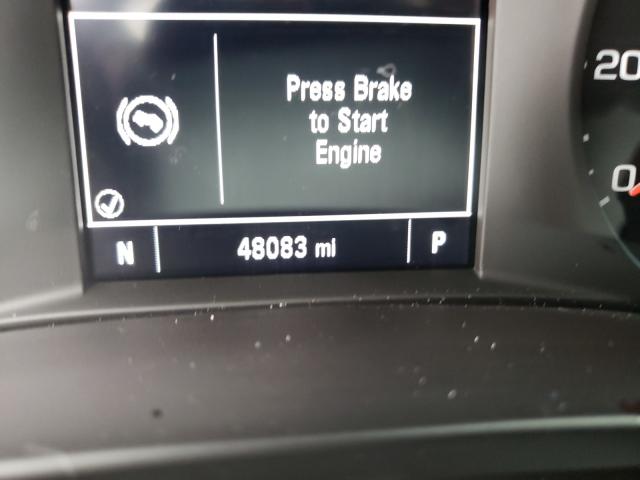 Press Brake
to Start
Engine
N 48083 mi P
20
0